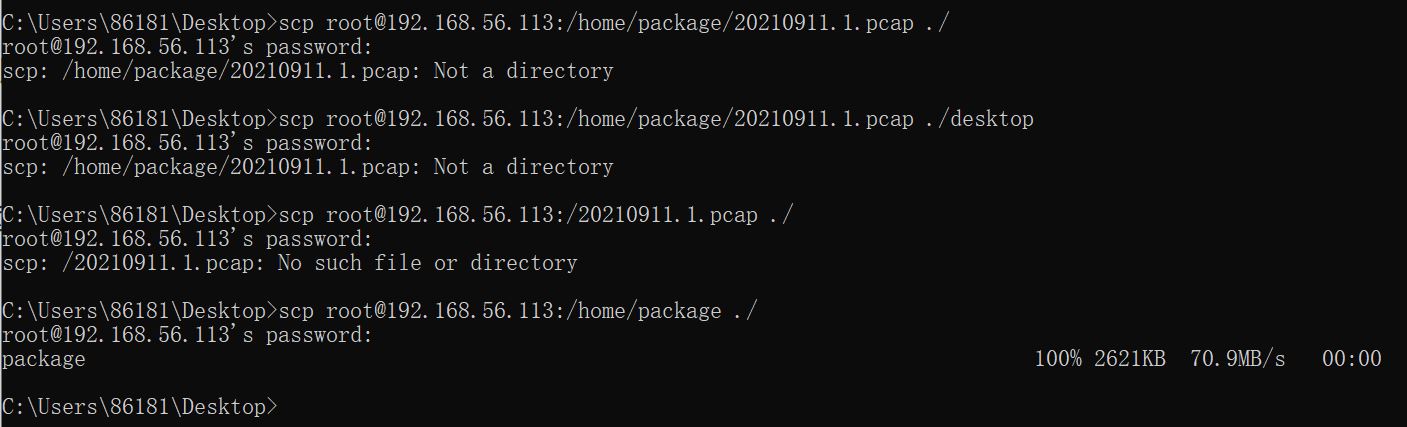 C:\Users\86181\Desktop>scp root@192.168.56.113:/home/package/20210911.1.pcap ./
root@192.168.56.113's password:
scp: /home/package/20210911.1.pcap: Not a directory
C:\Users\86181\Desktop>scp root@192.168.56.113:/home/package/20210911.1.pcap ./desktop
root@192.168.56.113's password:
scp: /home/package/20210911.1.pcap: Not a directory
C:\Users\86181\Desktop>scp root@192.168.56.113:/20210911.1.pcap ./
root@192.168.56.113's password:
scp: /20210911.1.pcap: No such file or directory
C:\Users\86181\Desktop>scp root@192.168.56.113:/home/package ./
root@192.168.56.113's password:
package 100% 2621KB 70.9MB/s 00:00
C:\Users\86181\Desktop>